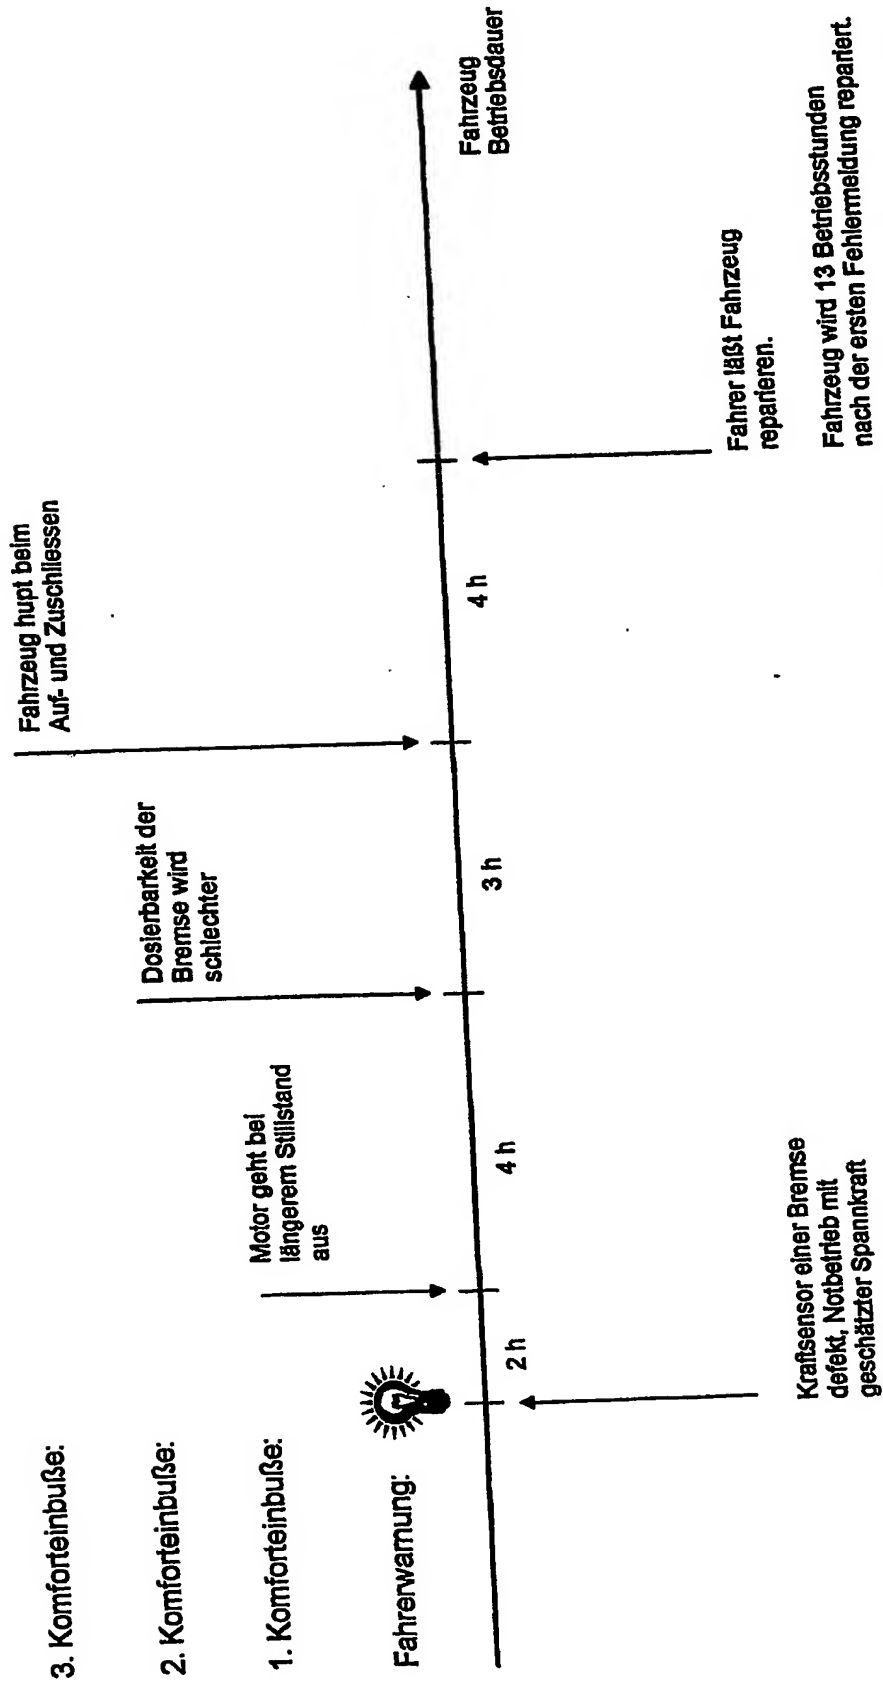 3. Komforteinbuße:
Fahrzeug hupt beim
Auf- und Zuschliessen
2. Komforteinbuße:
Dosierbarkeit der
Bremse wird
schlechter
1. Komforteinbuße:
Motor geht bei
längerem Stillstand
aus
Fahrerwarnung:
2 h
4 h
3 h
4 h
Fahrzeug
Betriebsdauer
Kraftsensor einer Bremse
defekt, Notbetrieb mit
geschätzter Spannkraft
Fahrer läßt Fahrzeug
reparieren.
Fahrzeug wird 13 Betriebsstunden
nach der ersten Fehlermeldung repariert.